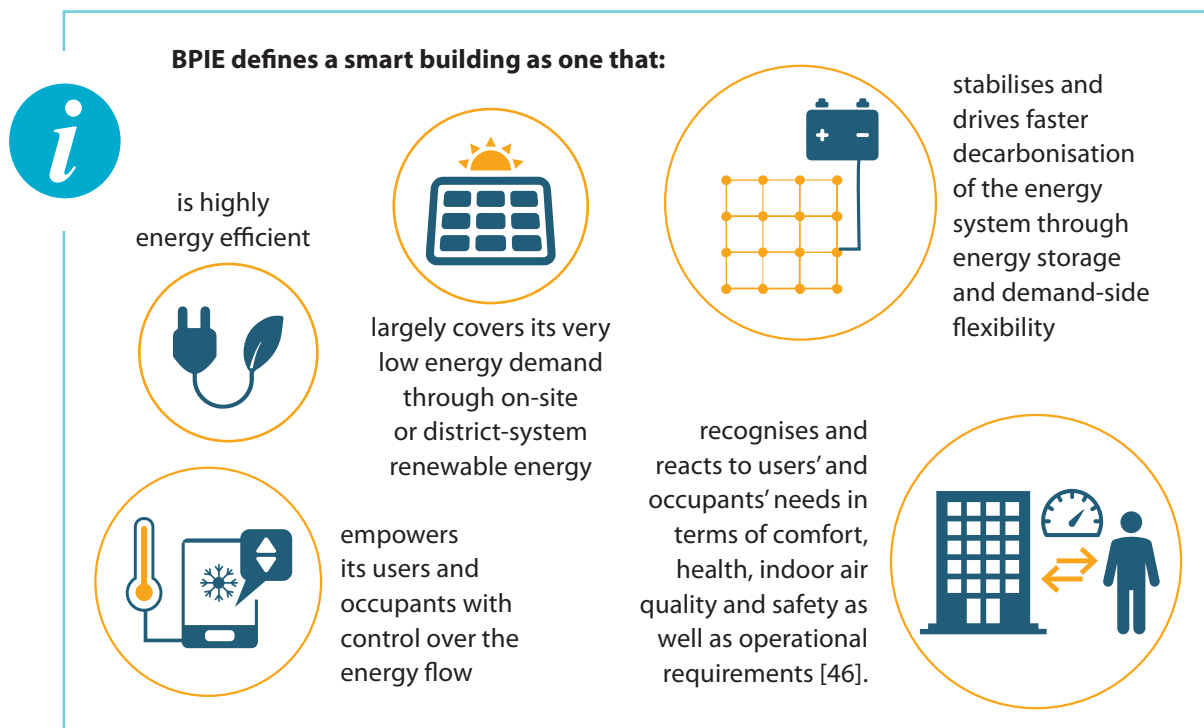 BPIE defines a smart building as one that:
i
is highly
energy efficient
largely covers its very
low energy demand
through on-site
or district-system
renewable energy
stabilises and
drives faster
decarbonisation
of the energy
system through
energy storage
and demand-side
flexibility
empowers
its users and
occupants with
control over the
energy flow
recognises and
reacts to users’ and
occupants’ needs in
terms of comfort,
health, indoor air
quality and safety as
well as operational
requirements [46].